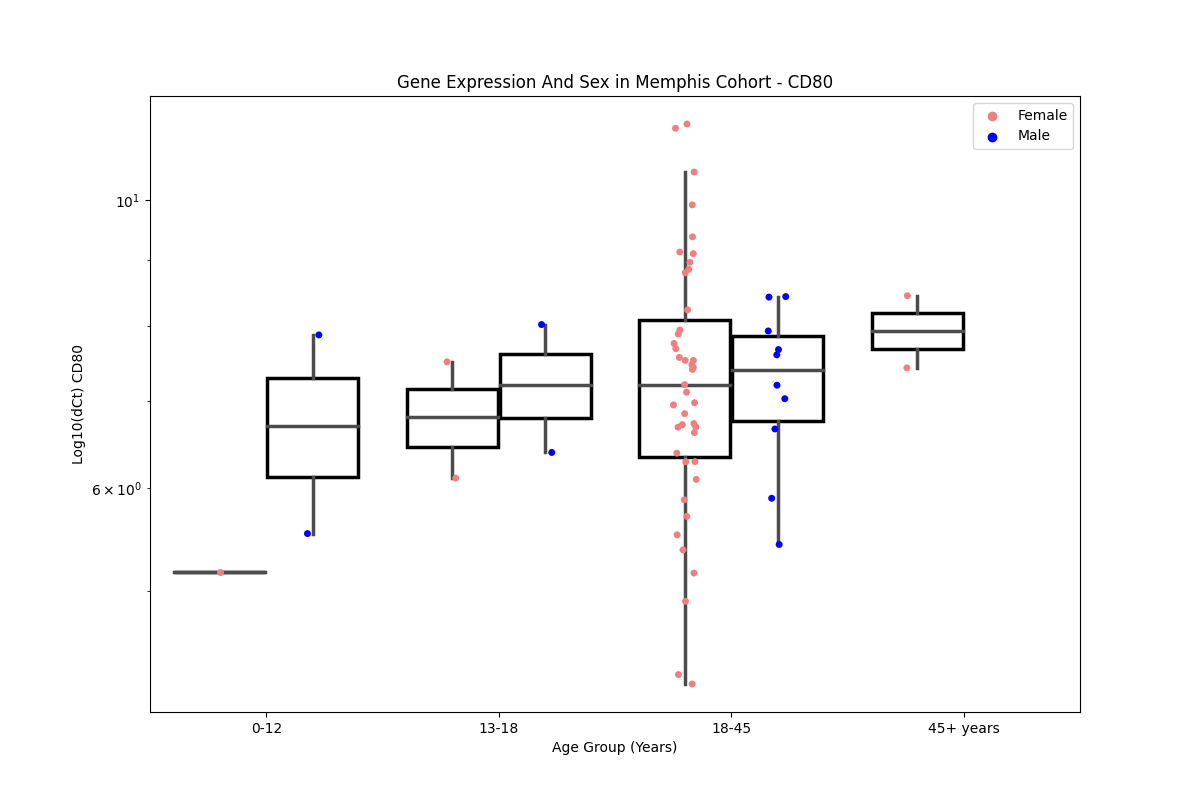 Gene Expression And Sex in Memphis Cohort - CD80
Female
Male
10¹
6 × 10⁰
Log10(dCt) CD80
0-12
13-18
18-45
45+ years
Age Group (Years)